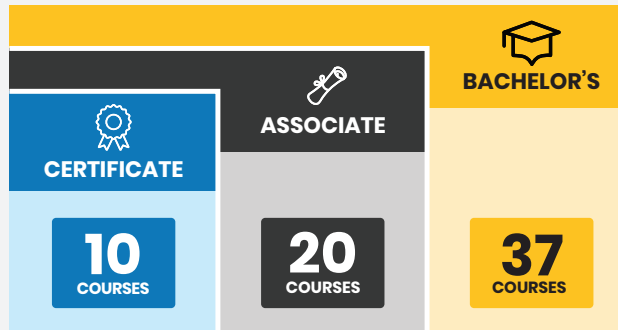 BACHELOR'S
ASSOCIATE
CERTIFICATE
10
COURSES
20
COURSES
37
COURSES